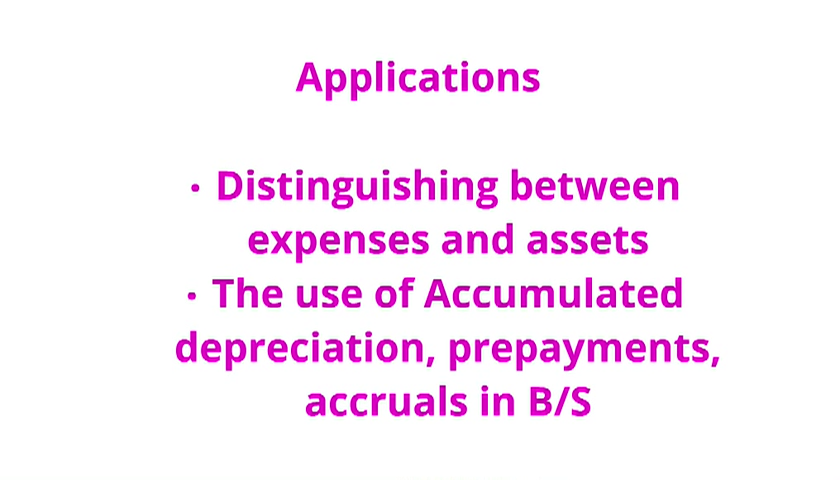 Applications
• Distinguishing between
expenses and assets
• The use of Accumulated
depreciation, prepayments,
accruals in B/S